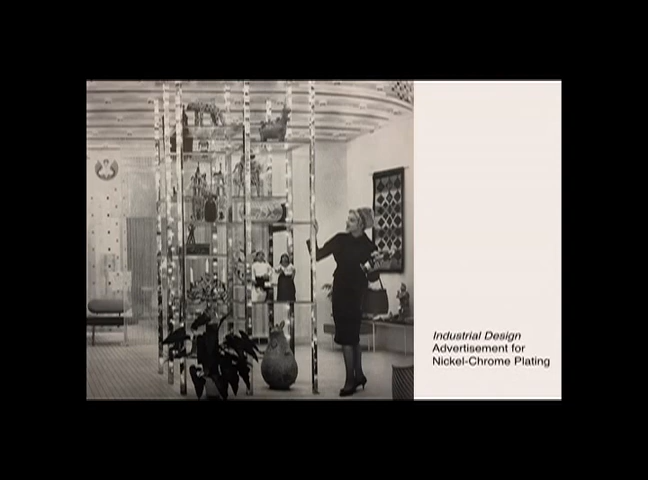 Industrial Design
Advertisement for
Nickel-Chrome Plating